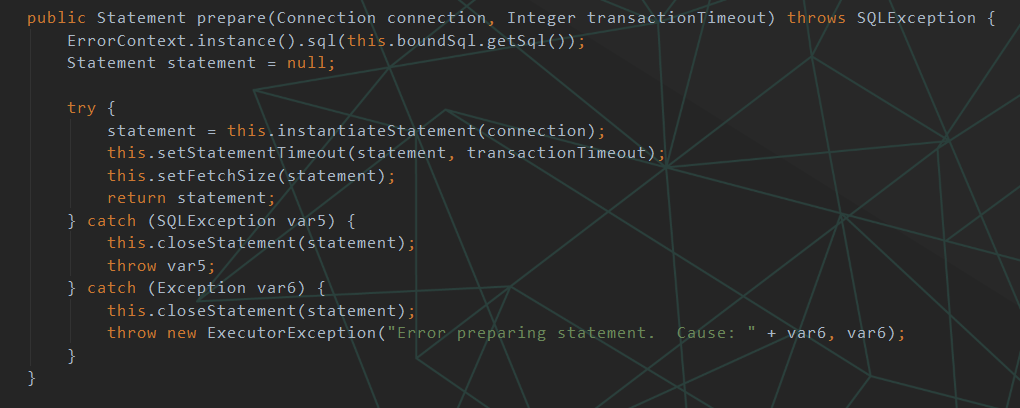 public Statement prepare(Connection connection, Integer transactionTimeout) throws SQLException {
    ErrorContext.instance().sql(this.boundSql.getSql());
    Statement statement = null;

    try {
        statement = this.instantiateStatement(connection);
        this.setStatementTimeout(statement, transactionTimeout);
        this.setFetchSize(statement);
        return statement;
    } catch (SQLException var5) {
        this.closeStatement(statement);
        throw var5;
    } catch (Exception var6) {
        this.closeStatement(statement);
        throw new ExecutorException("Error preparing statement.  Cause: " + var6, var6);
    }
}